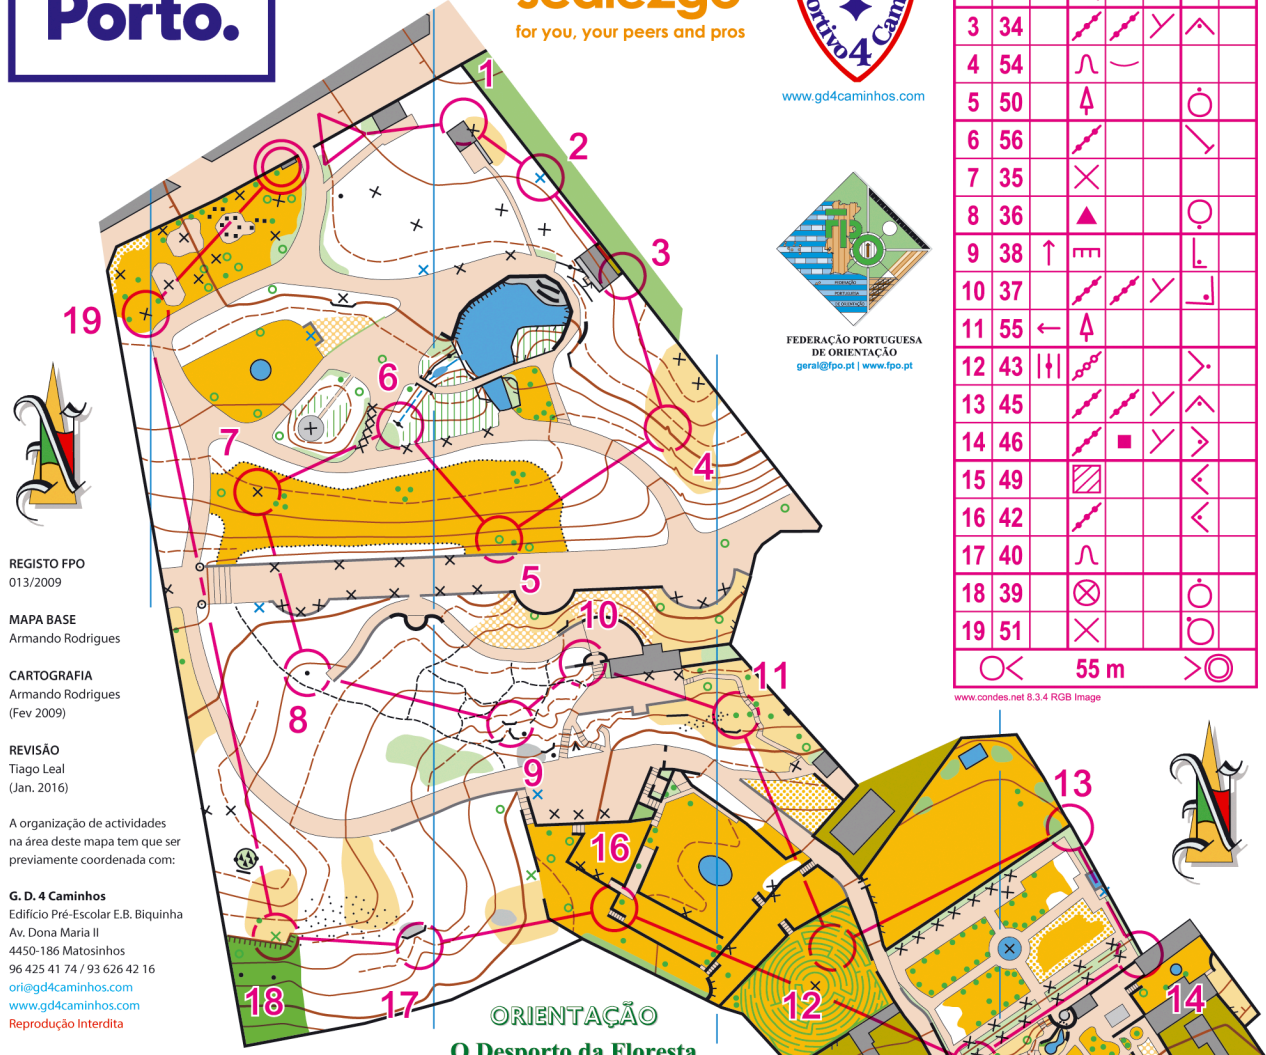 Porto.
for you, your peers and pros
ortivo 4 Cam
www.gd4caminhos.com
FEDERAÇÃO PORTUGUESA
DE ORIENTAÇÃO
geral@fpo.pt | www.fpo.pt
3 34
4 54
5 50
6 56
7 35
8 36
9 38
10 37
11 55
12 43
13 45
14 46
15 49
16 42
17 40
18 39
19 51
55 m
www.condes.net 8.3.4 RGB Image
REGISTO FPO
013/2009
MAPA BASE
Armando Rodrigues
CARTOGRAFIA
Armando Rodrigues
(Fev 2009)
REVISÃO
Tiago Leal
(Jan. 2016)
A organização de actividades
na área deste mapa tem que ser
previamente coordenada com:
G. D. 4 Caminhos
Edifício Pré-Escolar E.B. Biquinha
Av. Dona Maria II
4450-186 Matosinhos
96 425 41 74 / 93 626 42 16
ori@gd4caminhos.com
www.gd4caminhos.com
Reprodução Interdita
1
2
3
4
5
6
7
8
9
10
11
12
13
14
16
17
18
19
ORIENTAÇÃO
O Desporto da Floresta